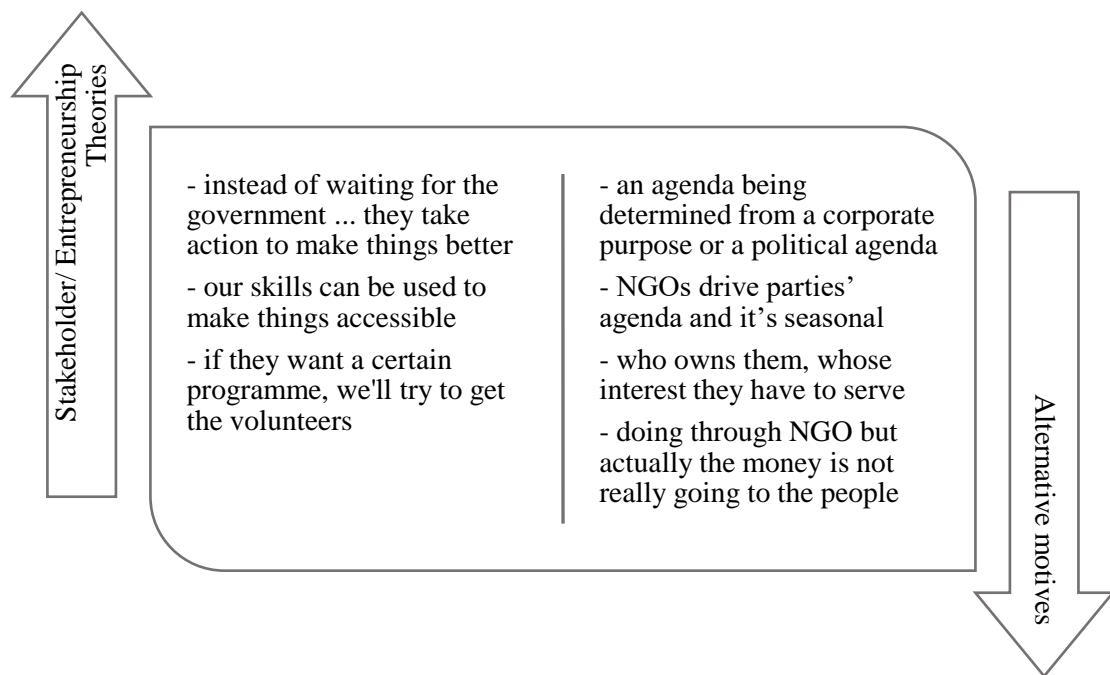 Stakeholder/ Entrepreneurship
Theories
- instead of waiting for the
government ... they take
action to make things better
- our skills can be used to
make things accessible
- if they want a certain
programme, we'll try to get
the volunteers
- an agenda being
determined from a corporate
purpose or a political agenda
- NGOs drive parties’
agenda and it’s seasonal
- who owns them, whose
interest they have to serve
- doing through NGO but
actually the money is not
really going to the people
Alternative motives